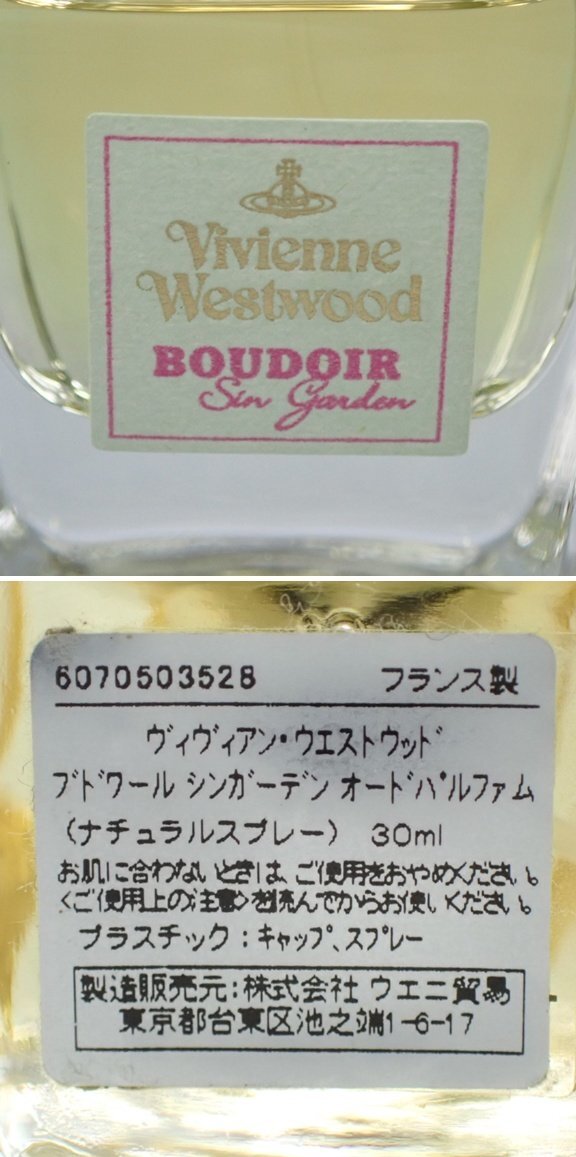 Vivienne
Westwood
BOUDOIR
Sin Garden
6070503528 フランス製
ヴィヴィアン・ウエストウッド
ブドワール シンガーデン オードパルファム
(ナチュラルスプレー) 30ml
お肌に合わないときは、ご使用をおやめください。
〈ご使用上の注意〉を読んでからお使いください。
プラスチック:キャップ、スプレー
製造販売元:株式会社 ウエニ貿易
東京都台東区池之端1-6-17